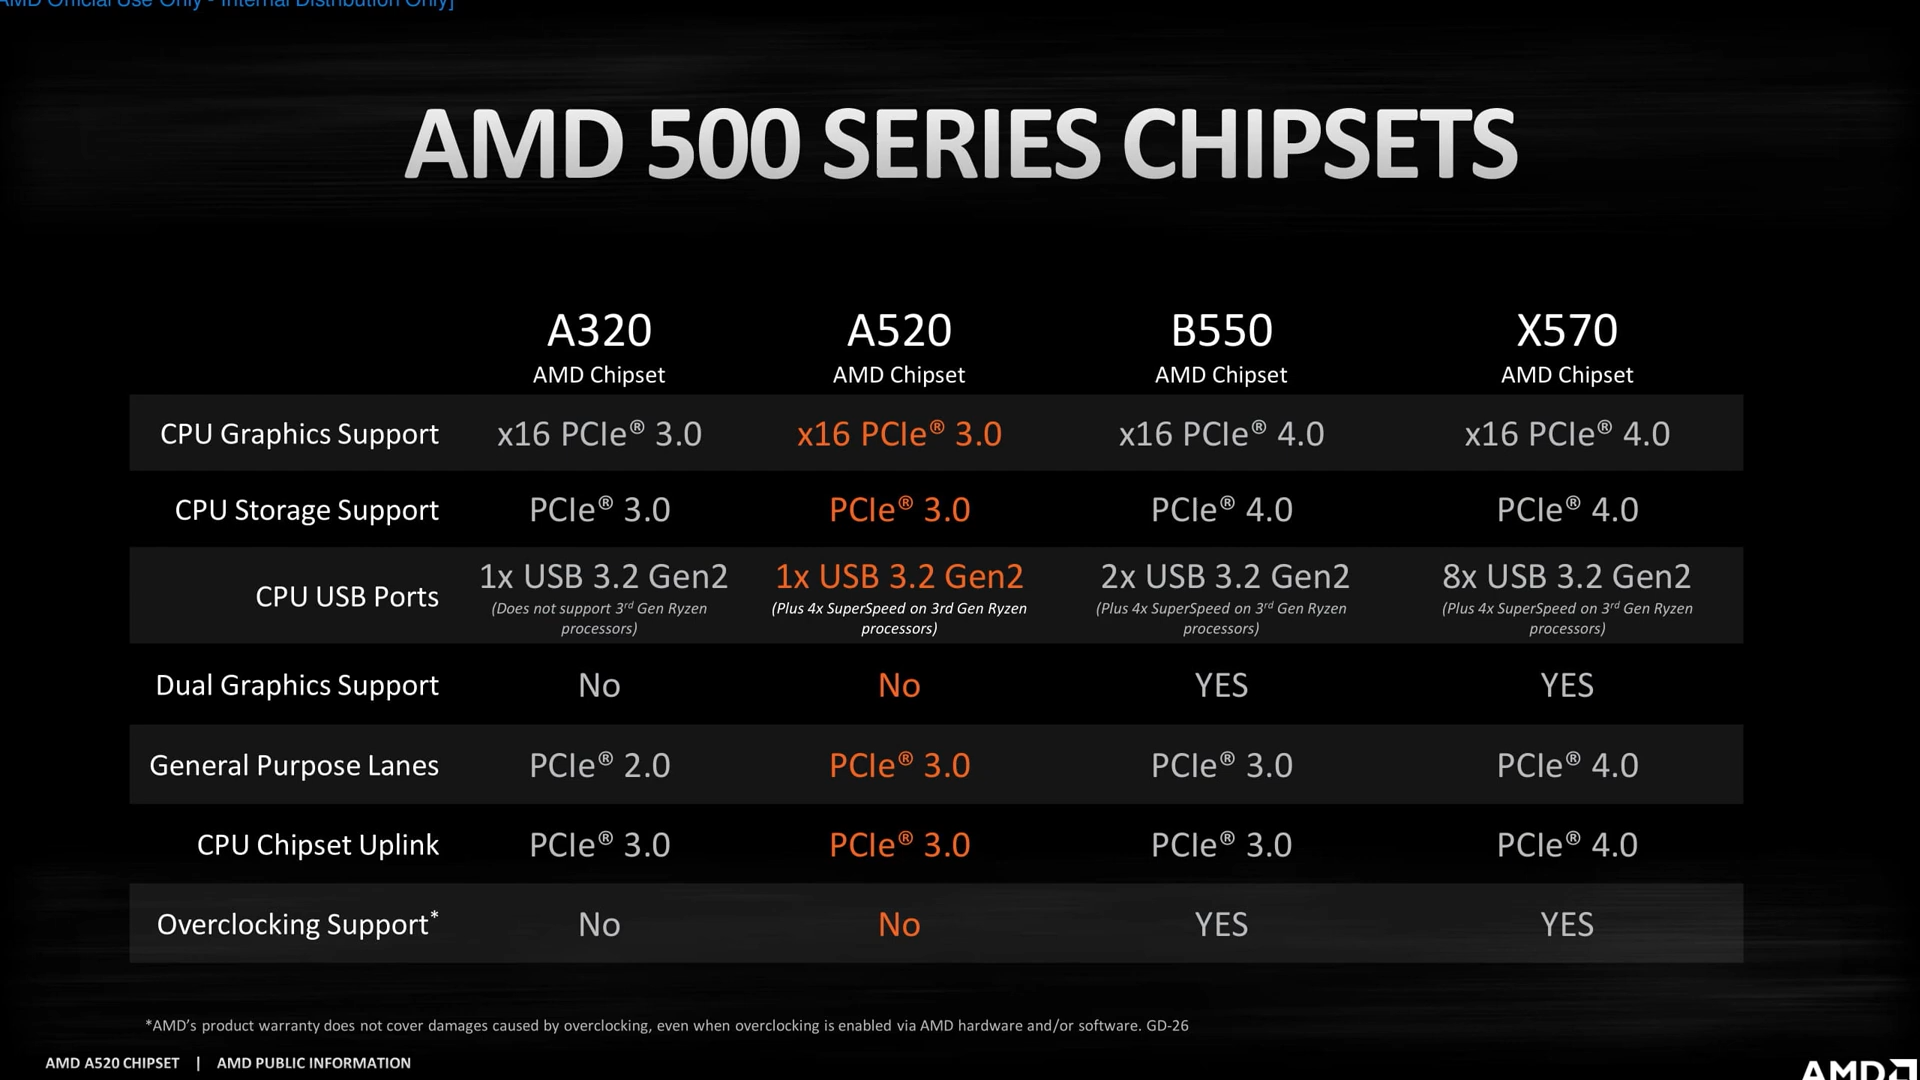 AMD Official Use Only - Internal Distribution Only]
AMD 500 SERIES CHIPSETS
A320 A520 B550 X570
AMD Chipset AMD Chipset AMD Chipset AMD Chipset
CPU Graphics Support x16 PCIe® 3.0 x16 PCIe® 3.0 x16 PCIe® 4.0 x16 PCIe® 4.0
CPU Storage Support PCIe® 3.0 PCIe® 3.0 PCIe® 4.0 PCIe® 4.0
CPU USB Ports 1x USB 3.2 Gen2 1x USB 3.2 Gen2 2x USB 3.2 Gen2 8x USB 3.2 Gen2
(Does not support 3rd Gen Ryzen (Plus 4x SuperSpeed on 3rd Gen Ryzen (Plus 4x SuperSpeed on 3rd Gen Ryzen (Plus 4x SuperSpeed on 3rd Gen Ryzen
processors) processors) processors) processors)
Dual Graphics Support No No YES YES
General Purpose Lanes PCIe® 2.0 PCIe® 3.0 PCIe® 3.0 PCIe® 4.0
CPU Chipset Uplink PCIe® 3.0 PCIe® 3.0 PCIe® 3.0 PCIe® 4.0
Overclocking Support* No No YES YES
*AMD's product warranty does not cover damages caused by overclocking, even when overclocking is enabled via AMD hardware and/or software. GD-26
AMD A520 CHIPSET | AMD PUBLIC INFORMATION
AMD